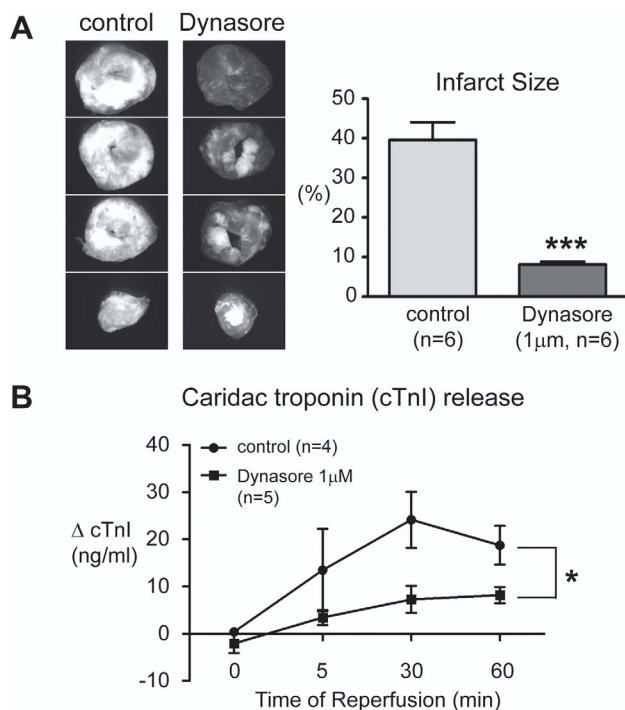 A
control Dynasore
Infarct Size
50
40
(%)
30
20
10
0
***
control
(n=6)
Dynasore
(1μm, n=6)
B
Caridac troponin (cTnI) release
40
30
20
10
0
-10
Δ cTnI
(ng/ml)
control (n=4)
Dynasore 1μM
(n=5)
*
0 5 30 60
Time of Reperfusion (min)